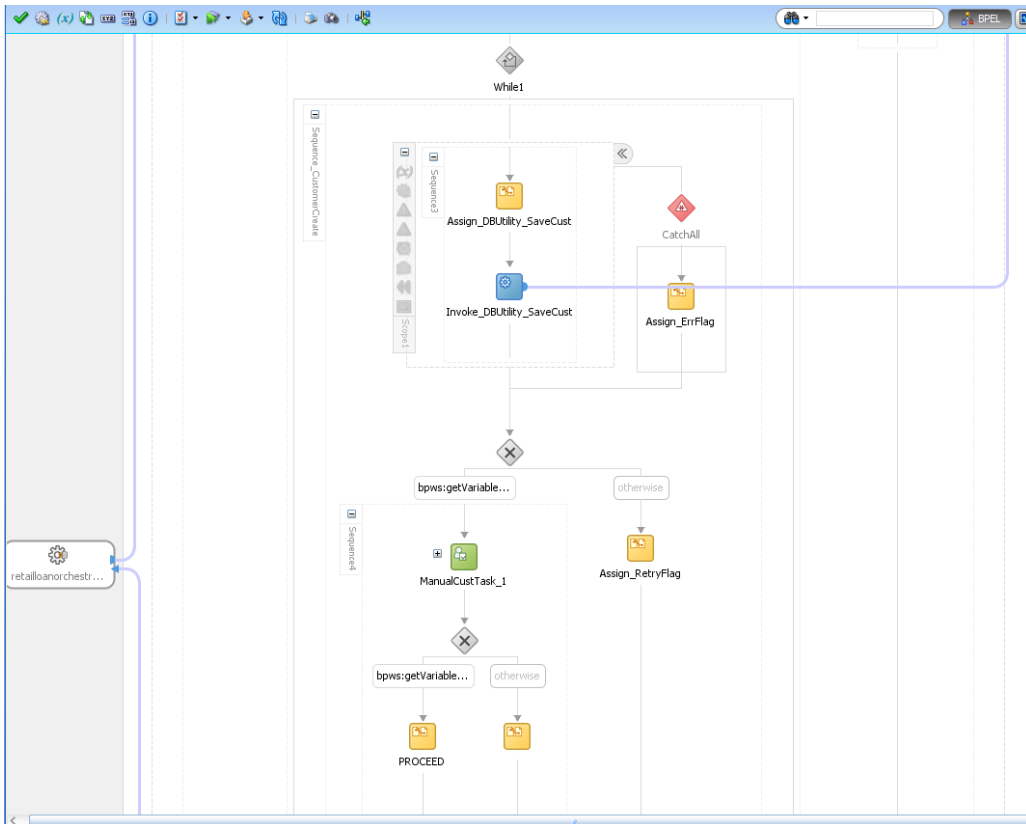 (x)
BPEL
While1
Sequence_CustomerCreate
Sequence3
(x)
Scope1
Assign_DBUtility_SaveCust
CatchAll
Invoke_DBUtility_SaveCust
Assign_ErrFlag
bpws:getVariable...
otherwise
Sequence4
retailloanorchestr...
ManualCustTask_1
Assign_RetryFlag
bpws:getVariable...
otherwise
PROCEED